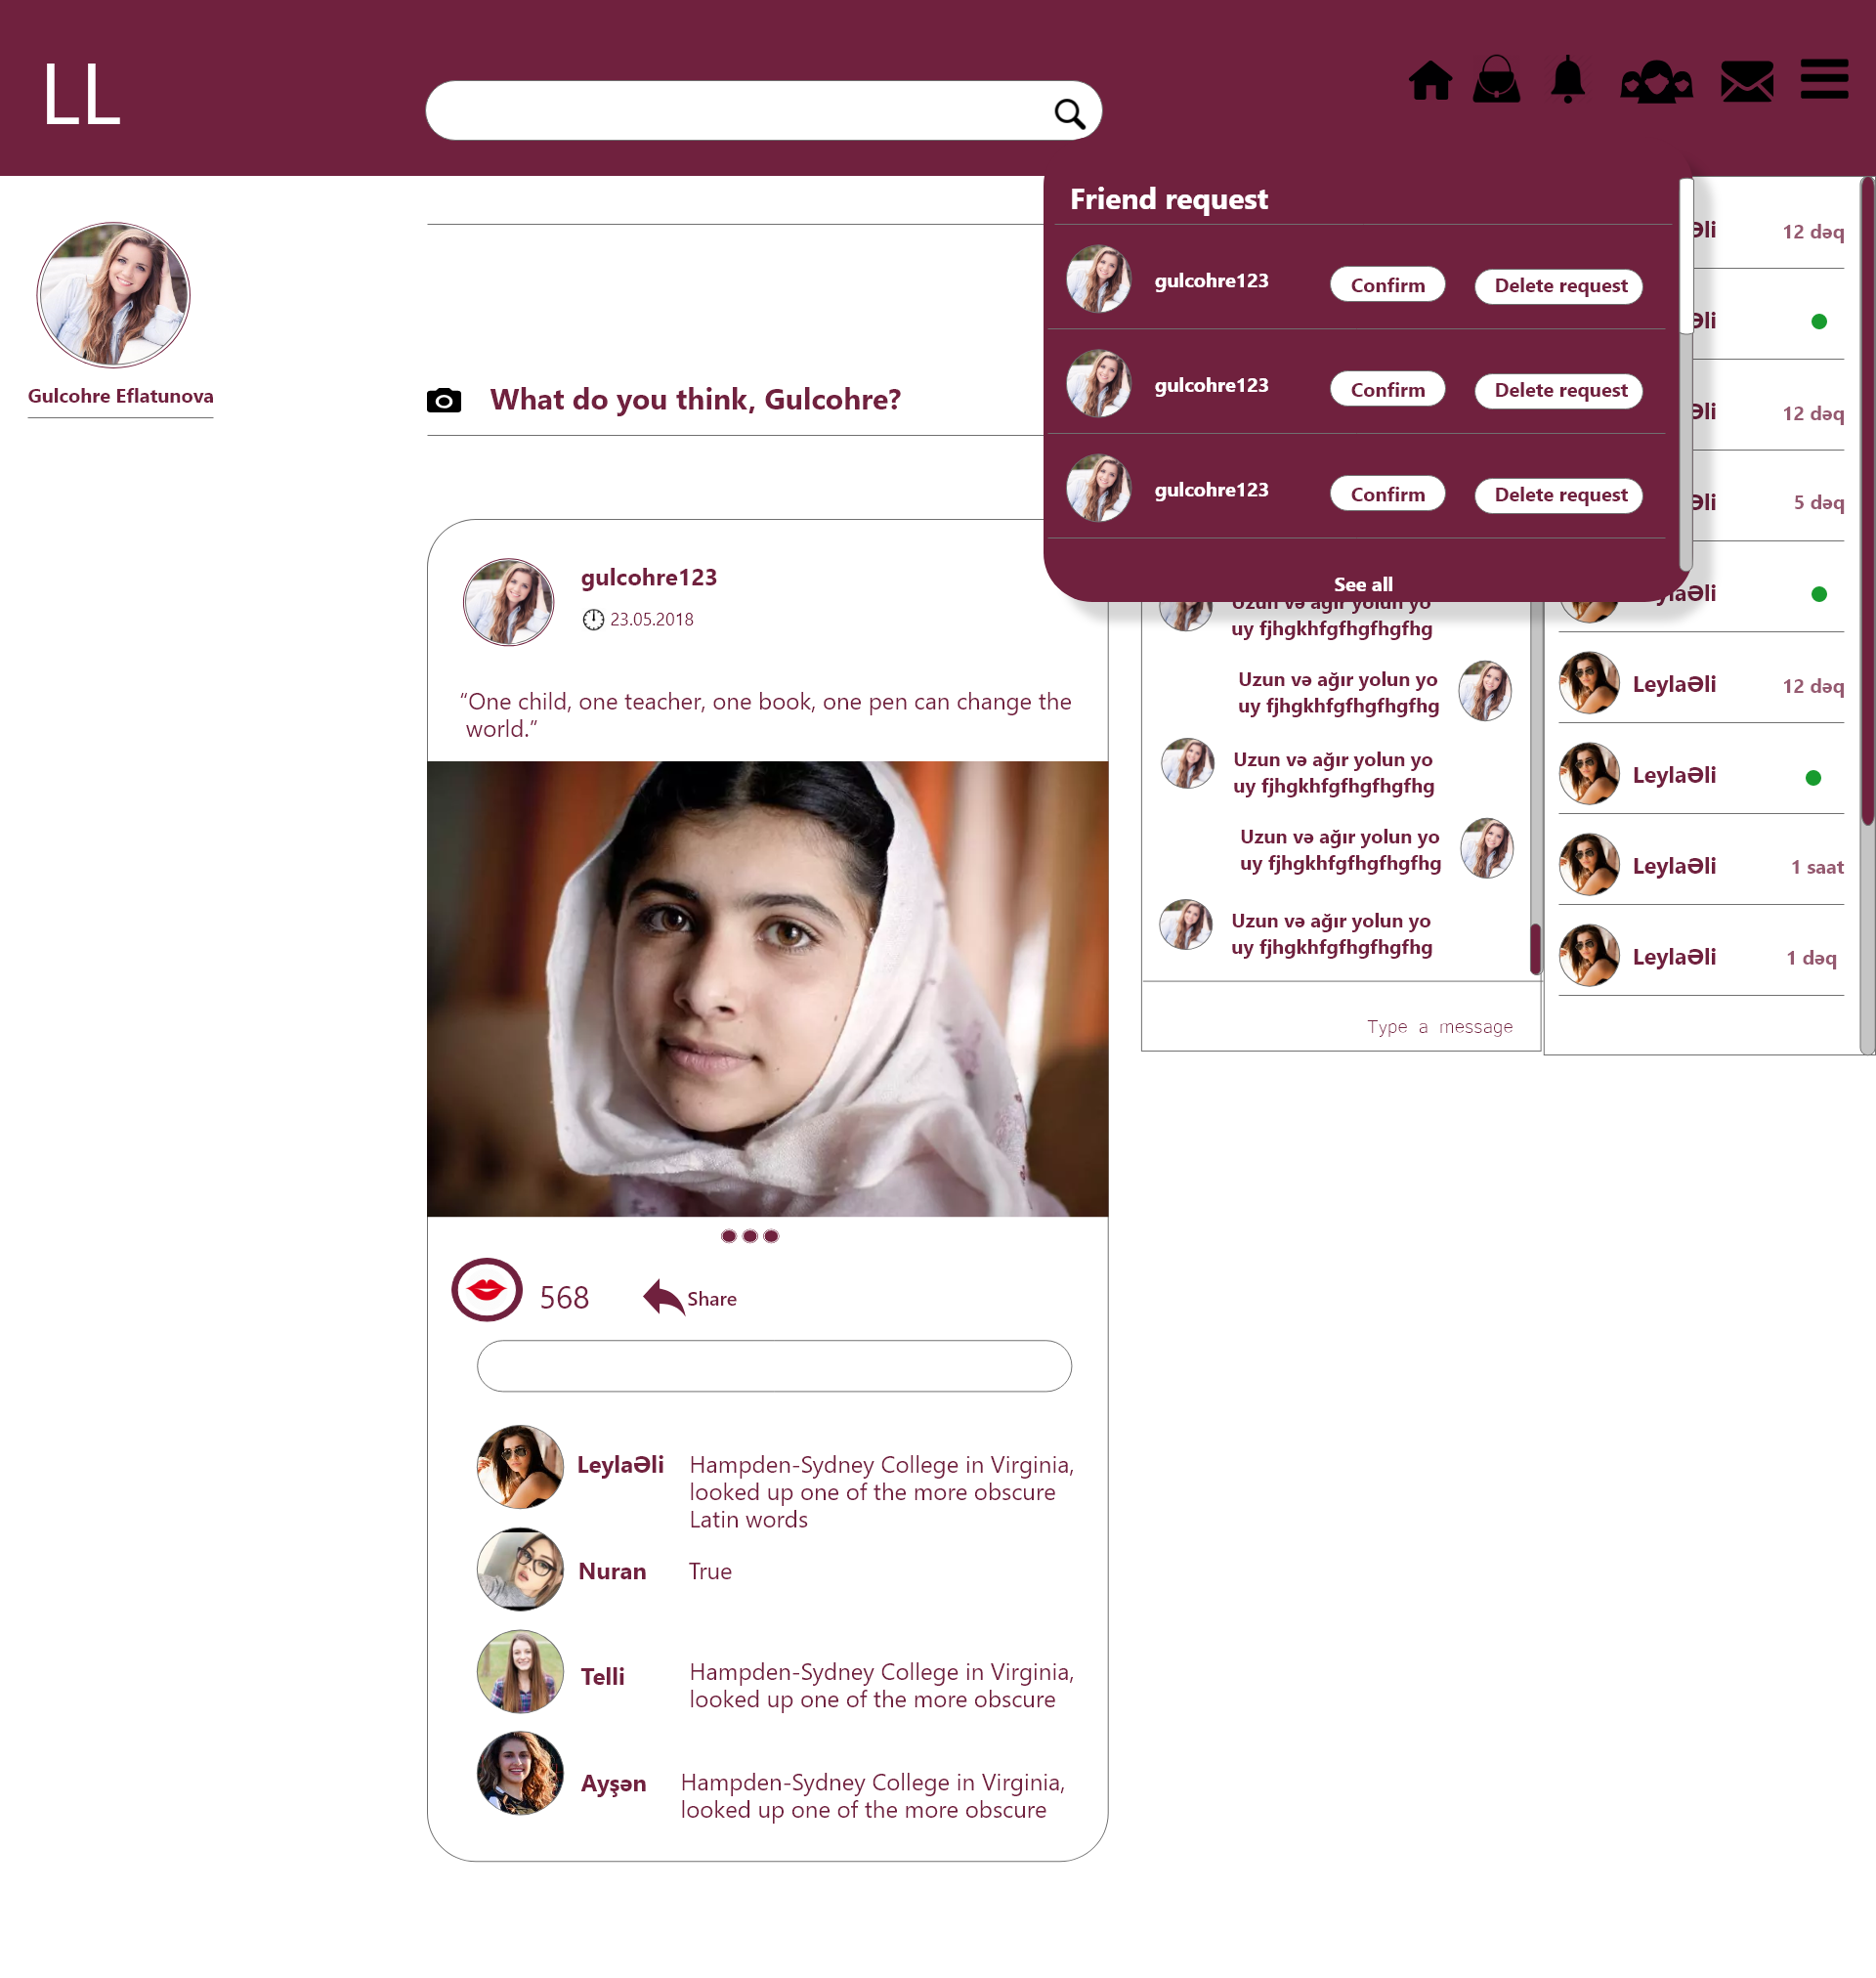 LL
Gulcohre Eflatunova
What do you think, Gulcohre?
Friend request
gulcohre123 Confirm Delete request
gulcohre123 Confirm Delete request
gulcohre123 Confirm Delete request
See all
gulcohre123
23.05.2018
“One child, one teacher, one book, one pen can change the
world.“
568 Share
LeylaƏli Hampden-Sydney College in Virginia,
looked up one of the more obscure
Latin words
Nuran True
Telli Hampden-Sydney College in Virginia,
looked up one of the more obscure
Ayşən Hampden-Sydney College in Virginia,
looked up one of the more obscure
Uzun və ağır yolun yo
uy fjhgkhfgfhgfhgfhg
Uzun və ağır yolun yo
uy fjhgkhfgfhgfhgfhg
Uzun və ağır yolun yo
uy fjhgkhfgfhgfhgfhg
Uzun və ağır yolun yo
uy fjhgkhfgfhgfhgfhg
Uzun və ağır yolun yo
uy fjhgkhfgfhgfhgfhg
Type a message
Əli 12 dəq
Əli
Əli 12 dəq
Əli 5 dəq
ylaƏli
LeylaƏli 12 dəq
LeylaƏli
LeylaƏli 1 saat
LeylaƏli 1 dəq